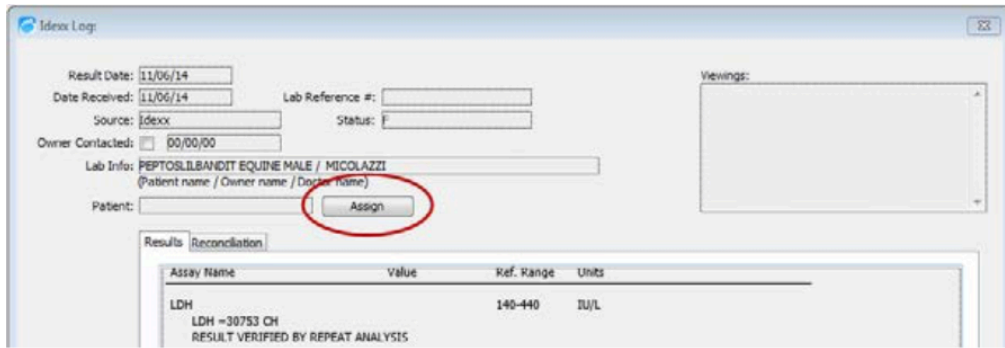 Idexx Log:
Result Date: 11/06/14
Viewings:
Date Received: 11/06/14 Lab Reference #:
Source: Idexx Status: F
Owner Contacted: 00/00/00
Lab Info: PEPTOSLILBANDIT EQUINE MALE / MICOLAZZI
(Patient name / Owner name / Doctor name)
Patient: Assign
Results Reconciliation
Assay Name Value Ref. Range Units
LDH 140-440 IU/L
LDH =30753 CH
RESULT VERIFIED BY REPEAT ANALYSIS